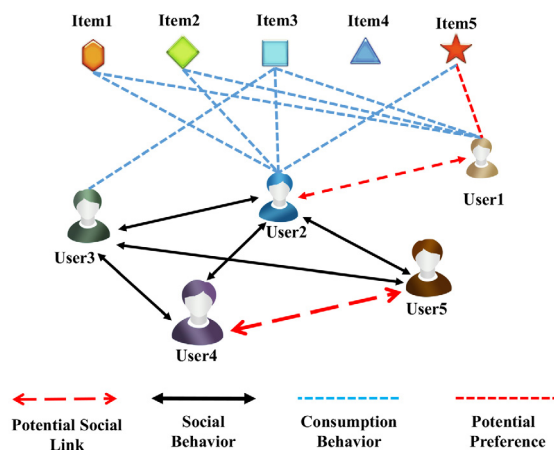 Item1 Item2 Item3 Item4 Item5
User1
User2
User3
User5
User4
Potential Social Link
Social Behavior
Consumption Behavior
Potential Preference